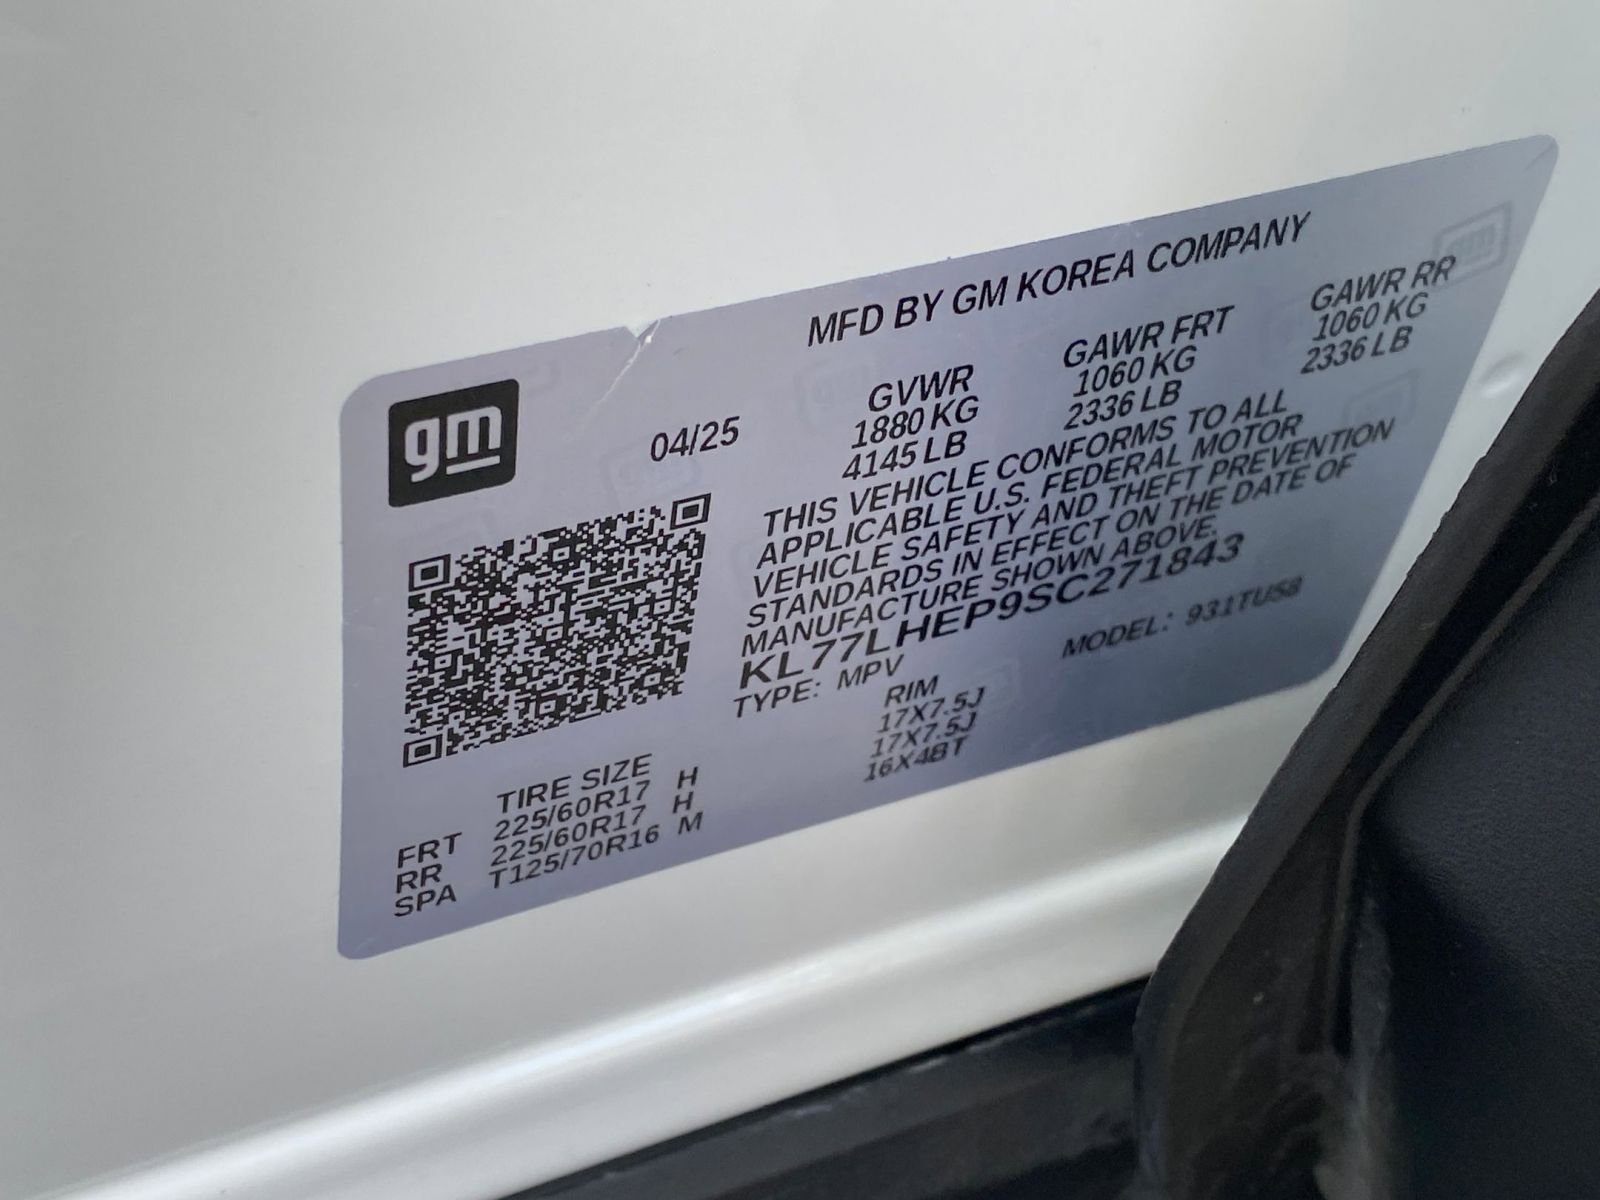 gm
MFD BY GM KOREA COMPANY
04/25
GVWR GAWR FRT GAWR RR
1880 KG 1060 KG 1060 KG
4145 LB 2336 LB 2336 LB
THIS VEHICLE CONFORMS TO ALL
APPLICABLE U.S. FEDERAL MOTOR
VEHICLE SAFETY AND THEFT PREVENTION
STANDARDS IN EFFECT ON THE DATE OF
MANUFACTURE SHOWN ABOVE.
KL77LHEP9SC271843
TYPE: MPV MODEL: 931TU58
TIRE SIZE RIM
FRT 225/60R17 H 17X7.5J
RR 225/60R17 H 17X7.5J
SPA T125/70R16 M 16X4BT